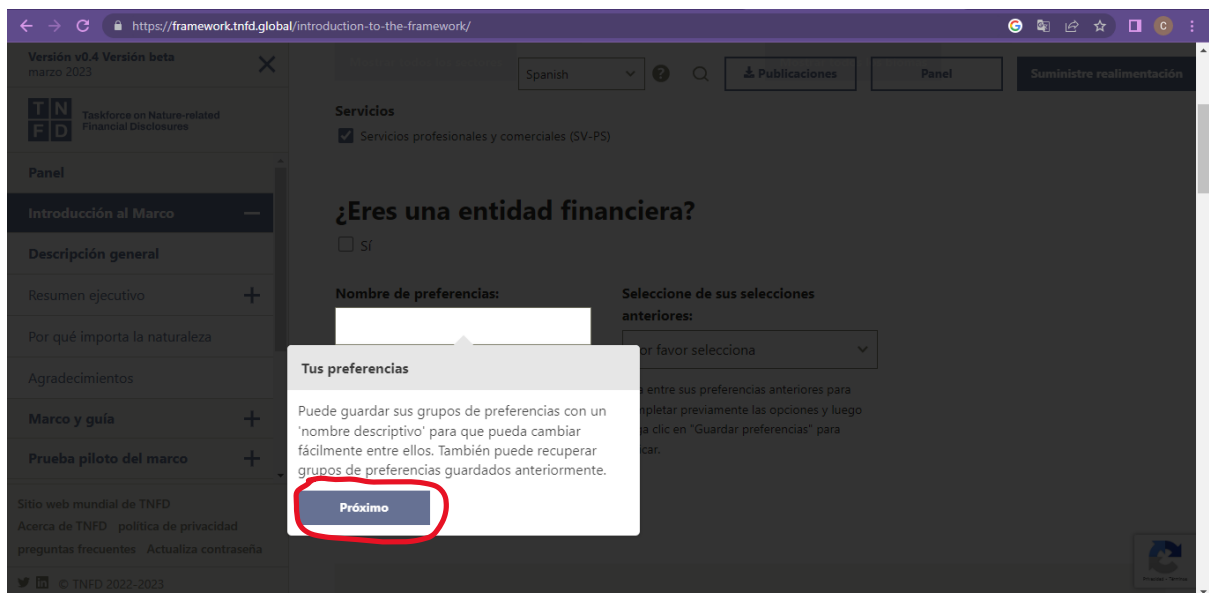 https://framework.tnfd.global/introduction-to-the-framework/
C
Versión v0.4 Versión beta
marzo 2023
Spanish
Publicaciones
Panel
Suministre realimentación
TNFD
Taskforce on Nature-related
Financial Disclosures
Servicios
Servicios profesionales y comerciales (SV-PS)
Panel
Introducción al Marco
¿Eres una entidad financiera?
Descripción general
Sí
Resumen ejecutivo
Nombre de preferencias:
Seleccione de sus selecciones
anteriores:
Por qué importa la naturaleza
or favor selecciona
Tus preferencias
Agradecimientos
entre sus preferencias anteriores para
pletar previamente las opciones y luego
clic en "Guardar preferencias" para
car.
Puede guardar sus grupos de preferencias con un
'nombre descriptivo' para que pueda cambiar
fácilmente entre ellos. También puede recuperar
grupos de preferencias guardados anteriormente.
Marco y guía
Prueba piloto del marco
Próximo
Sitio web mundial de TNFD
Acerca de TNFD política de privacidad
preguntas frecuentes Actualiza contraseña
© TNFD 2022-2023